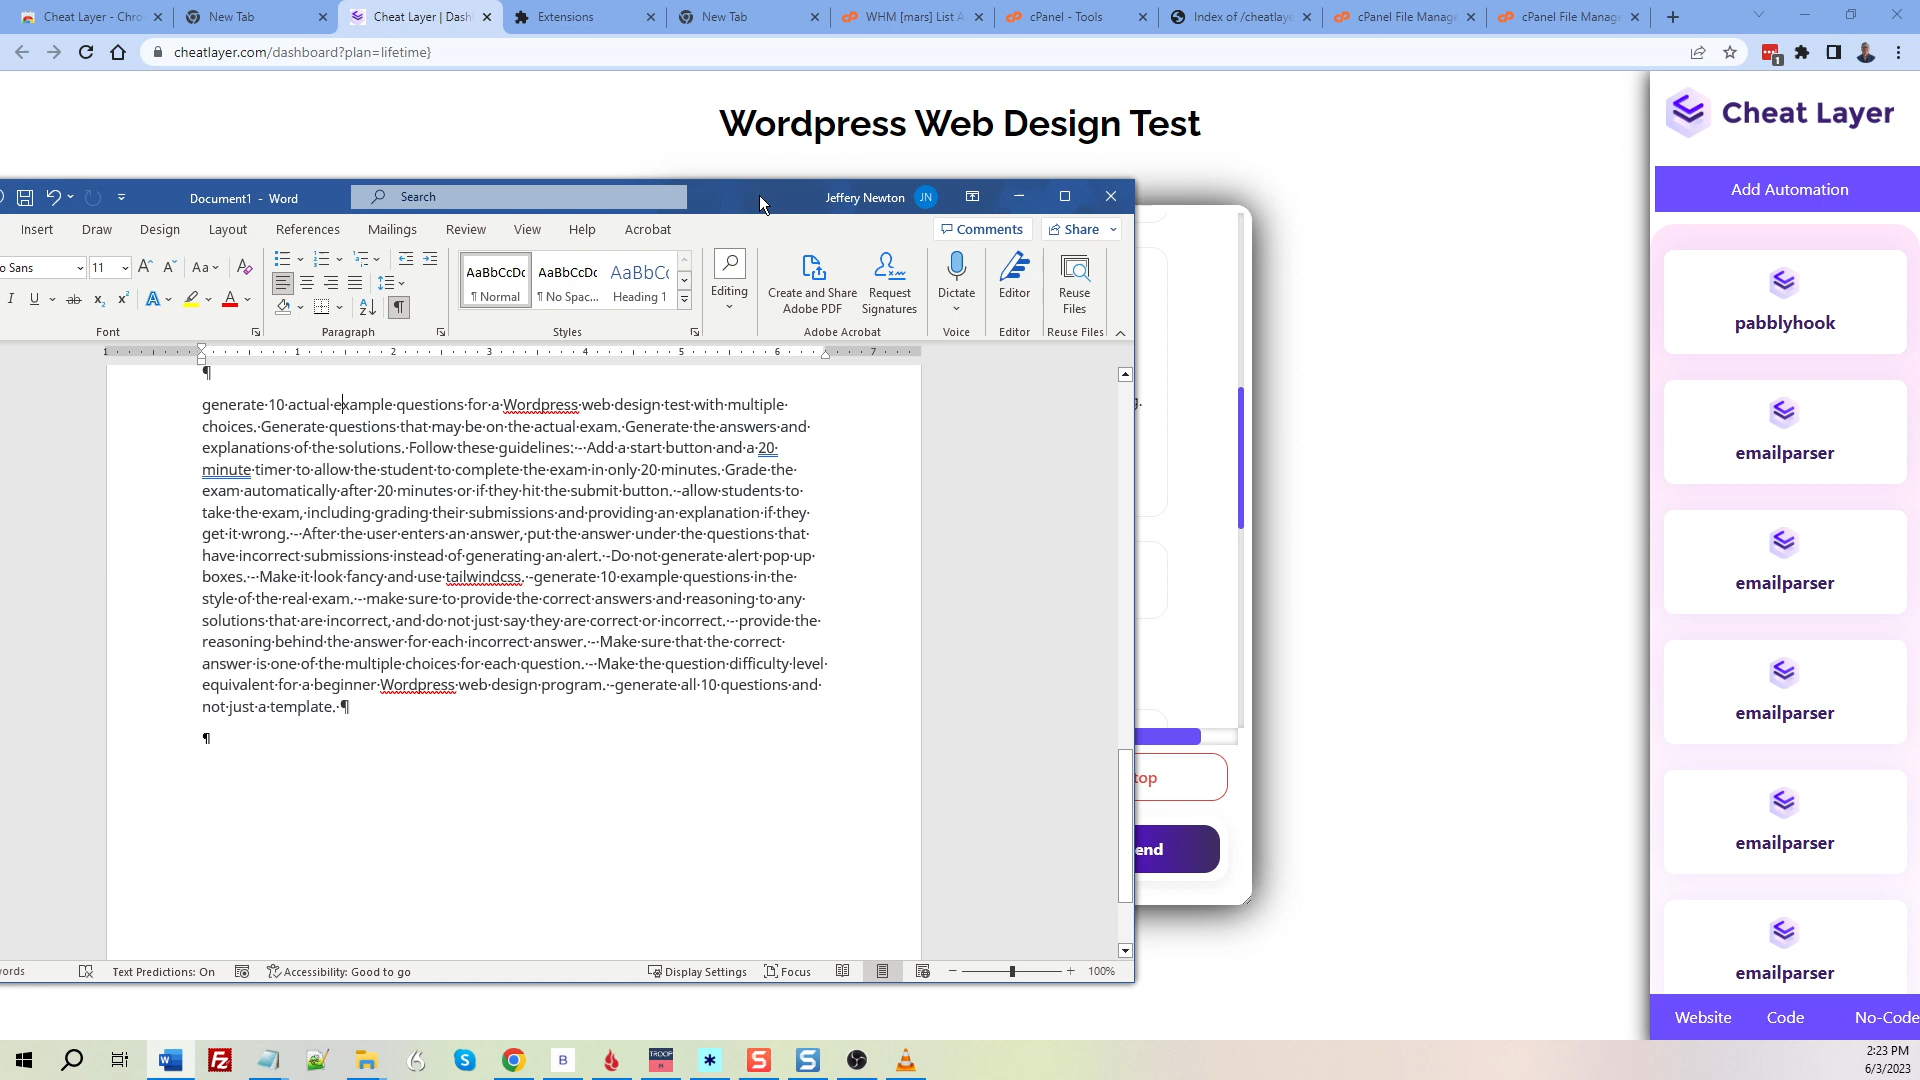 Cheat Layer - Chro
New Tab
Cheat Layer | Dash
Extensions
New Tab
WHM [mars] List A
cPanel - Tools
Index of /cheatlaye
cPanel File Manag
cPanel File Manag
cheatlayer.com/dashboard?plan=lifetime}
1
Wordpress Web Design Test
Cheat Layer
Add Automation
pabblyhook
emailparser
emailparser
emailparser
emailparser
emailparser
Website Code No-Code
Document1 - Word
Search
Jeffery Newton JN
Insert Draw Design Layout References Mailings Review View Help Acrobat
Comments Share
o Sans 11
AaBbCcDc AaBbCcDc AaBbCc
¶ Normal ¶ No Spac... Heading 1
Editing
Create and Share Adobe PDF
Request Signatures
Dictate
Editor
Reuse Files
Font Paragraph Styles Adobe Acrobat Voice Editor Reuse Files
1 1 2 3 4 5 6 7
¶
generate·10·actual·example·questions·for·a·Wordpress·web·design·test·with·multiple·
choices.·Generate·questions·that·may·be·on·the·actual·exam.·Generate·the·answers·and·
explanations·of·the·solutions.·Follow·these·guidelines:·-·Add·a·start·button·and·a·20·
minute·timer·to·allow·the·student·to·complete·the·exam·in·only·20·minutes.·Grade·the·
exam·automatically·after·20·minutes·or·if·they·hit·the·submit·button.·-allow·students·to·
take·the·exam,·including·grading·their·submissions·and·providing·an·explanation·if·they·
get·it·wrong.·-·After·the·user·enters·an·answer,·put·the·answer·under·the·questions·that·
have·incorrect·submissions·instead·of·generating·an·alert.·-Do·not·generate·alert·pop·up·
boxes.·-·Make·it·look·fancy·and·use·tailwindcss.·-generate·10·example·questions·in·the·
style·of·the·real·exam.·-·make·sure·to·provide·the·correct·answers·and·reasoning·to·any·
solutions·that·are·incorrect,·and·do·not·just·say·they·are·correct·or·incorrect.·-·provide·the·
reasoning·behind·the·answer·for·each·incorrect·answer.·-·Make·sure·that·the·correct·
answer·is·one·of·the·multiple·choices·for·each·question.·-·Make·the·question·difficulty·level·
equivalent·for·a·beginner·Wordpress·web·design·program.·-generate·all·10·questions·and·
not·just·a·template.·¶
¶
top
end
ords
Text Predictions: On
Accessibility: Good to go
Display Settings
Focus
100%
2:23 PM
6/3/2023